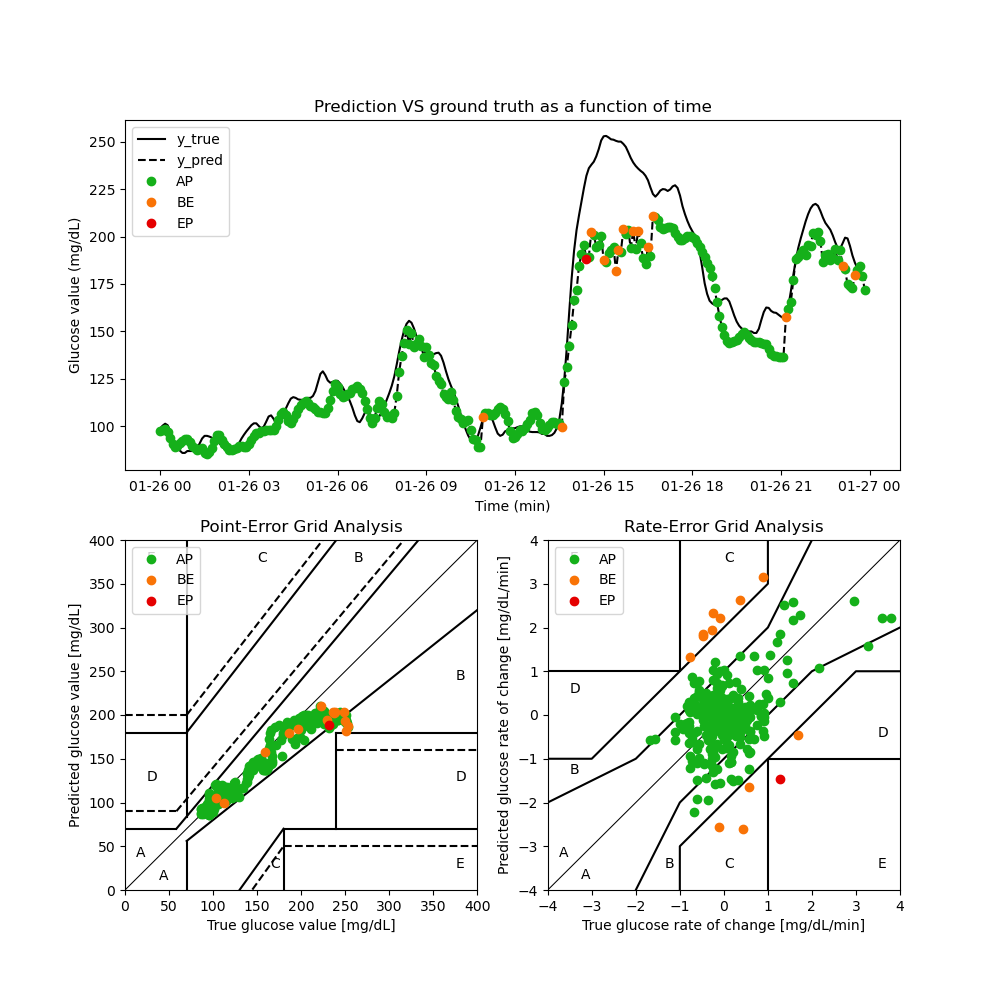 Prediction VS ground truth as a function of time
Glucose value (mg/dL)
250
225
200
175
150
125
100
y_true
y_pred
AP
BE
EP
01-26 00
01-26 03
01-26 06
01-26 09
01-26 12
01-26 15
01-26 18
01-26 21
01-27 00
Time (min)
Point-Error Grid Analysis
Predicted glucose value [mg/dL]
400
350
300
250
200
150
100
50
0
AP
BE
EP
C
B
B
D
D
A
A
C
E
0
50
100
150
200
250
300
350
400
True glucose value [mg/dL]
Rate-Error Grid Analysis
Predicted glucose rate of change [mg/dL/min]
4
3
2
1
0
−1
−2
−3
−4
AP
BE
EP
C
D
D
B
A
A
B
C
E
−4
−3
−2
−1
0
1
2
3
4
True glucose rate of change [mg/dL/min]